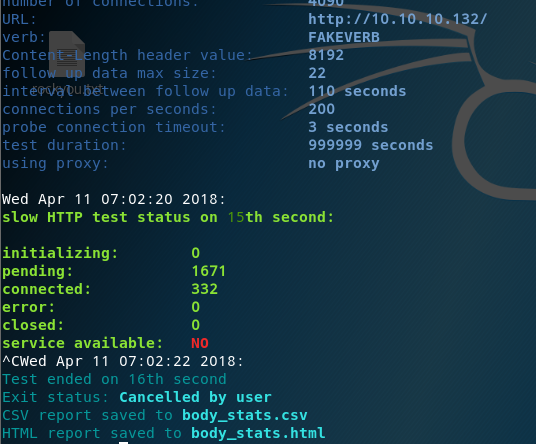 number of connections: 4090
URL: http://10.10.10.132/
verb: FAKEVERB
Content-Length header value: 8192
follow up data max size: 22
interval between follow up data: 110 seconds
connections per seconds: 200
probe connection timeout: 3 seconds
test duration: 999999 seconds
using proxy: no proxy
Wed Apr 11 07:02:20 2018:
slow HTTP test status on 15th second:
initializing: 0
pending: 1671
connected: 332
error: 0
closed: 0
service available: NO
^CWed Apr 11 07:02:22 2018:
Test ended on 16th second
Exit status: Cancelled by user
CSV report saved to body_stats.csv
HTML report saved to body_stats.html